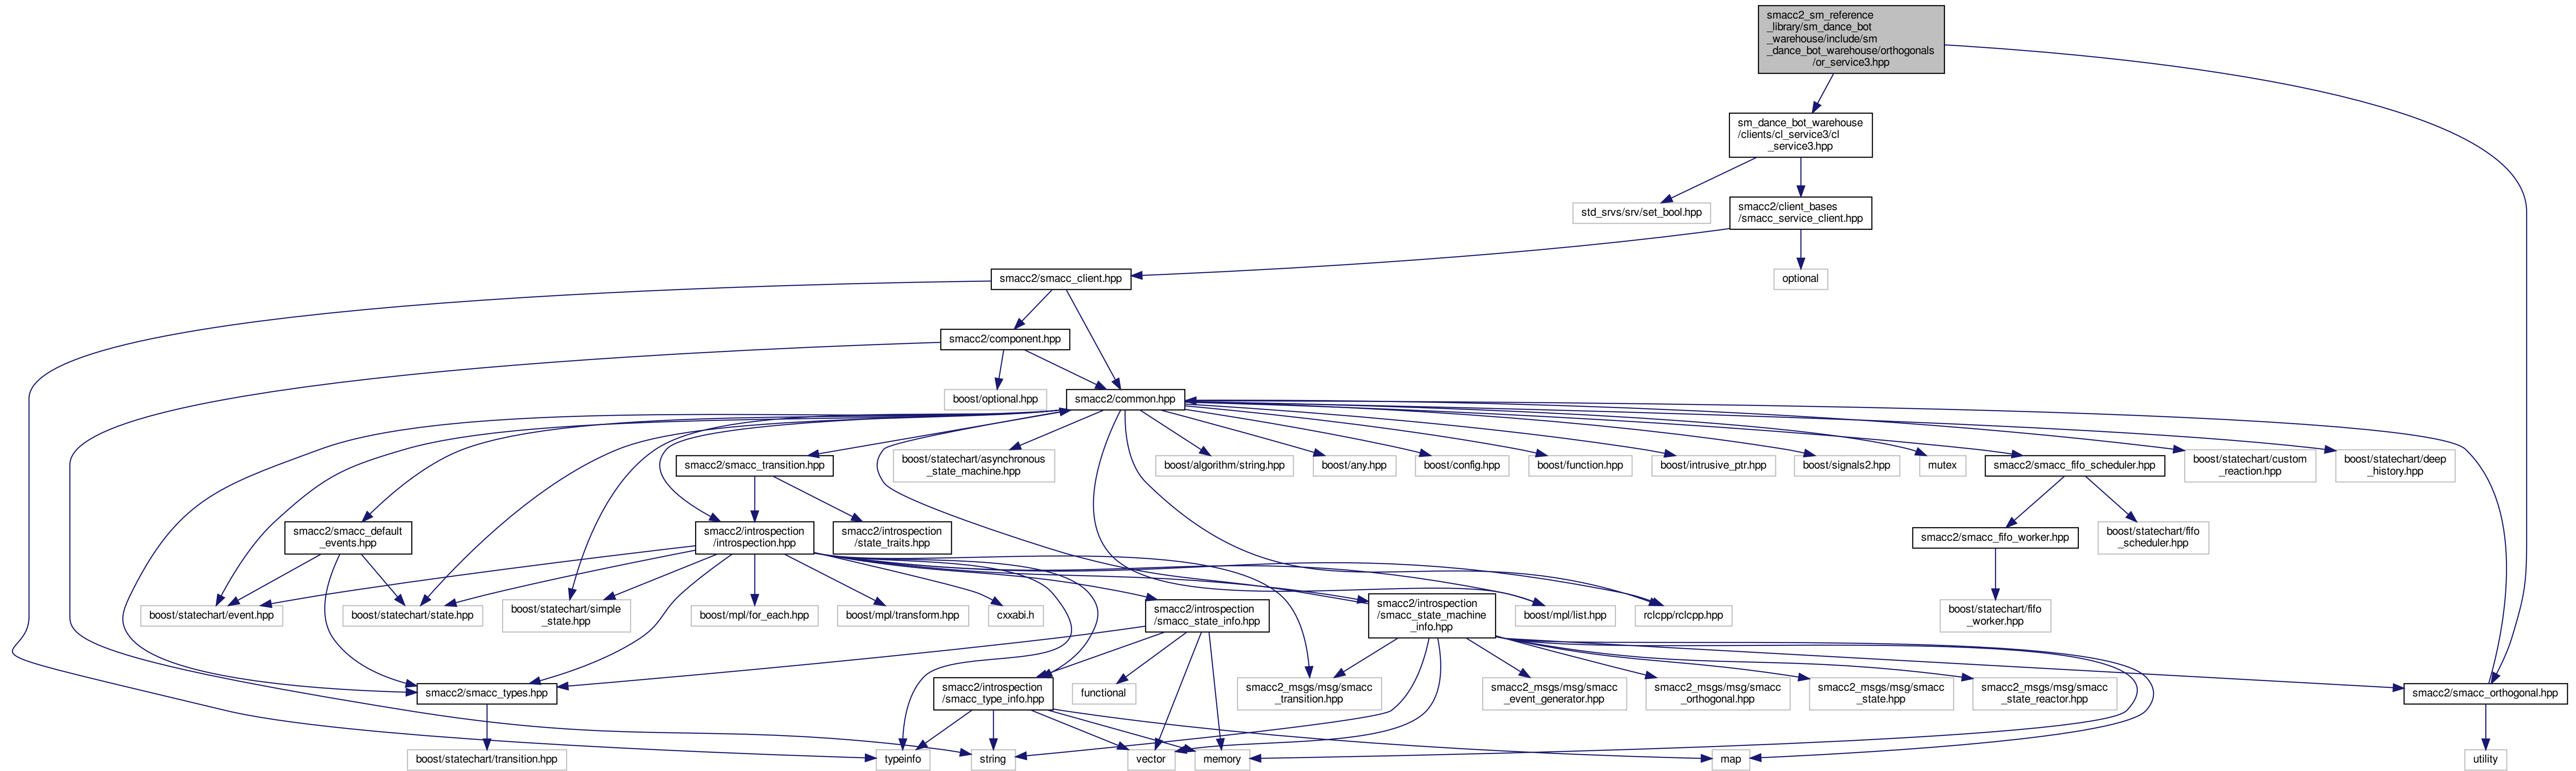 smacc2_sm_reference
_library/sm_dance_bot
_warehouse/include/sm
_dance_bot_warehouse/orthogonals
/or_service3.hpp
sm_dance_bot_warehouse
/clients/cl_service3/cl
_service3.hpp
std_srvs/srv/set_bool.hpp
smacc2/client_bases
/smacc_service_client.hpp
smacc2/smacc_client.hpp
optional
smacc2/component.hpp
boost/optional.hpp
smacc2/common.hpp
smacc2/smacc_transition.hpp
boost/statechart/asynchronous
_state_machine.hpp
boost/algorithm/string.hpp
boost/any.hpp
boost/config.hpp
boost/function.hpp
boost/intrusive_ptr.hpp
boost/signals2.hpp
mutex
smacc2/smacc_fifo_scheduler.hpp
boost/statechart/custom
_reaction.hpp
boost/statechart/deep
_history.hpp
smacc2/smacc_default
_events.hpp
smacc2/introspection
/introspection.hpp
smacc2/introspection
/state_traits.hpp
smacc2/smacc_fifo_worker.hpp
boost/statechart/fifo
_scheduler.hpp
boost/statechart/event.hpp
boost/statechart/state.hpp
boost/statechart/simple
_state.hpp
boost/mpl/for_each.hpp
boost/mpl/transform.hpp
cxxabi.h
smacc2/introspection
/smacc_state_info.hpp
smacc2/introspection
/smacc_state_machine
_info.hpp
boost/mpl/list.hpp
rclcpp/rclcpp.hpp
boost/statechart/fifo
_worker.hpp
smacc2/smacc_types.hpp
smacc2/introspection
/smacc_type_info.hpp
functional
smacc2_msgs/msg/smacc
_transition.hpp
smacc2_msgs/msg/smacc
_event_generator.hpp
smacc2_msgs/msg/smacc
_orthogonal.hpp
smacc2_msgs/msg/smacc
_state.hpp
smacc2_msgs/msg/smacc
_state_reactor.hpp
smacc2/smacc_orthogonal.hpp
boost/statechart/transition.hpp
typeinfo
string
vector
memory
map
utility